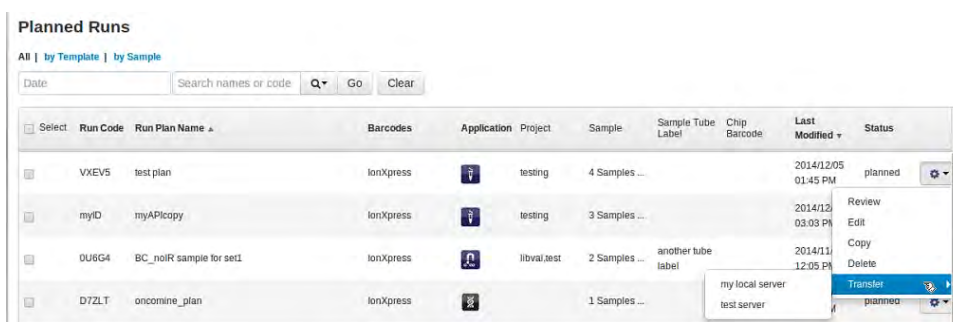 Planned Runs
All | by Template | by Sample
Date Search names or code Go Clear
Select Run Code Run Plan Name Barcodes Application Project Sample Sample Tube Label Chip Barcode Last Modified Status
VXEV5 test plan IonXpress testing 4 Samples ... 2014/12/05 01:45 PM planned
myID myAPIcopy IonXpress testing 3 Samples ... 2014/12/ 03:03 PM
0U6G4 BC_noIR sample for set1 IonXpress libval,test 2 Samples ... another tube label 2014/11/ 12:05 PM
D7ZLT oncomine_plan IonXpress 1 Samples ... M planned
Review
Edit
Copy
Delete
Transfer
my local server
test server